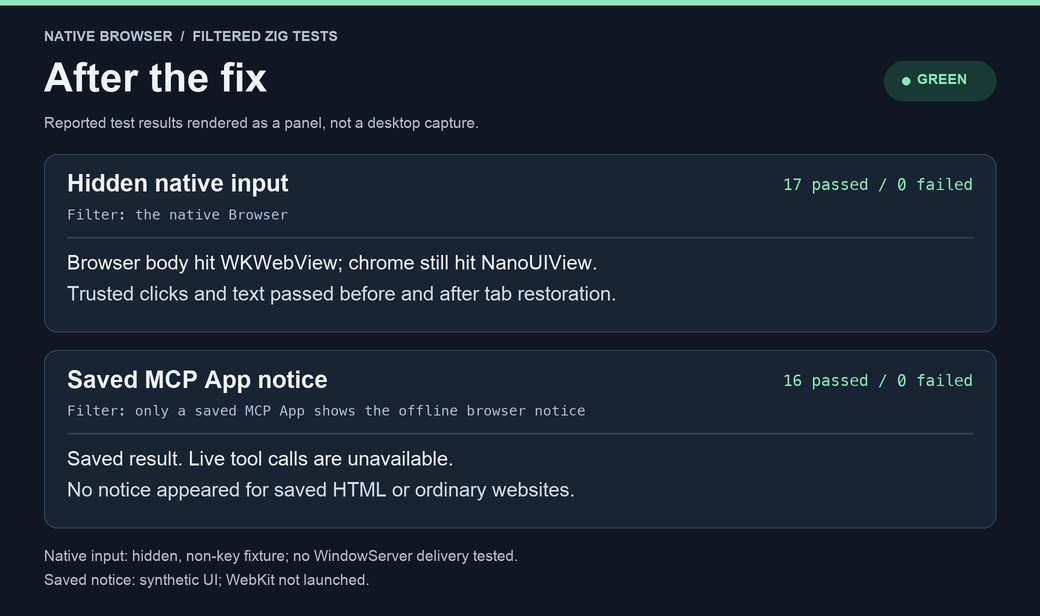 NATIVE BROWSER / FILTERED ZIG TESTS
After the fix
GREEN
Reported test results rendered as a panel, not a desktop capture.
Hidden native input
17 passed / 0 failed
Filter: the native Browser
Browser body hit WKWebView; chrome still hit NanoUIView.
Trusted clicks and text passed before and after tab restoration.
Saved MCP App notice
16 passed / 0 failed
Filter: only a saved MCP App shows the offline browser notice
Saved result. Live tool calls are unavailable.
No notice appeared for saved HTML or ordinary websites.
Native input: hidden, non-key fixture; no WindowServer delivery tested.
Saved notice: synthetic UI; WebKit not launched.